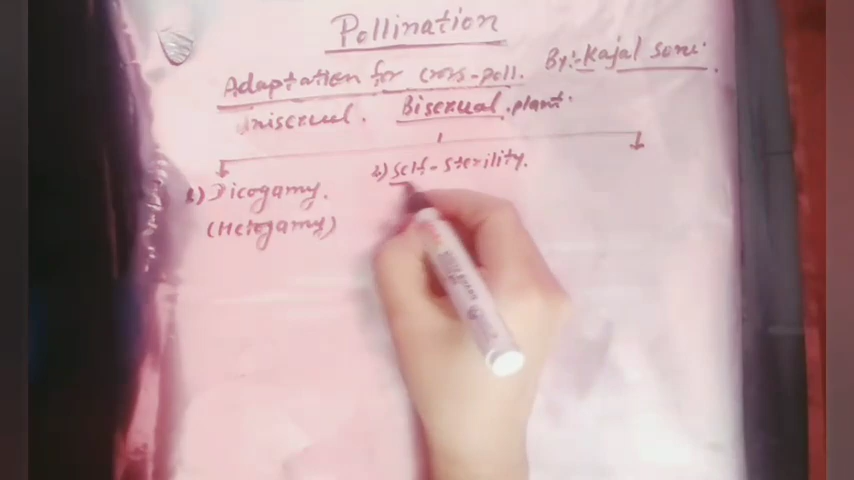 Pollination
Adaptation for cross-poll. By:- Kajal Soni.
Unisexual. Bisexual. plant.
1) Dicogamy. 2) Self-sterility.
(Hetogamy)